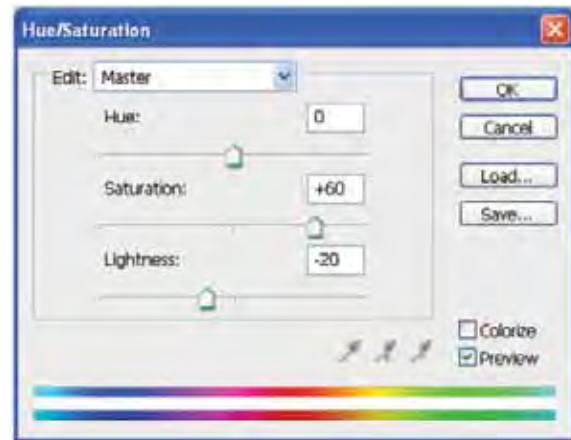 Hue/Saturation
Edit: Master
OK
Hue: 0
Cancel
Saturation: +60
Load...
Save...
Lightness: -20
Colorize
Preview